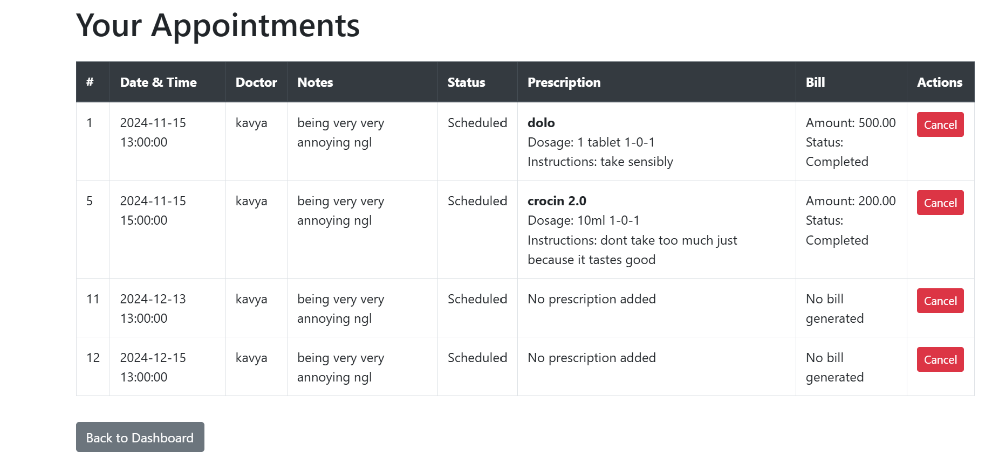 Your Appointments
# Date & Time Doctor Notes Status Prescription Bill Actions
1 2024-11-15 kavya being very very Scheduled dolo Amount: 500.00 Cancel
13:00:00 annoying ngl Dosage: 1 tablet 1-0-1 Status:
Instructions: take sensibly Completed
5 2024-11-15 kavya being very very Scheduled crocin 2.0 Amount: 200.00 Cancel
15:00:00 annoying ngl Dosage: 10ml 1-0-1 Status:
Instructions: dont take too much just Completed
because it tastes good
11 2024-12-13 kavya being very very Scheduled No prescription added No bill Cancel
13:00:00 annoying ngl generated
12 2024-12-15 kavya being very very Scheduled No prescription added No bill Cancel
13:00:00 annoying ngl generated
Back to Dashboard